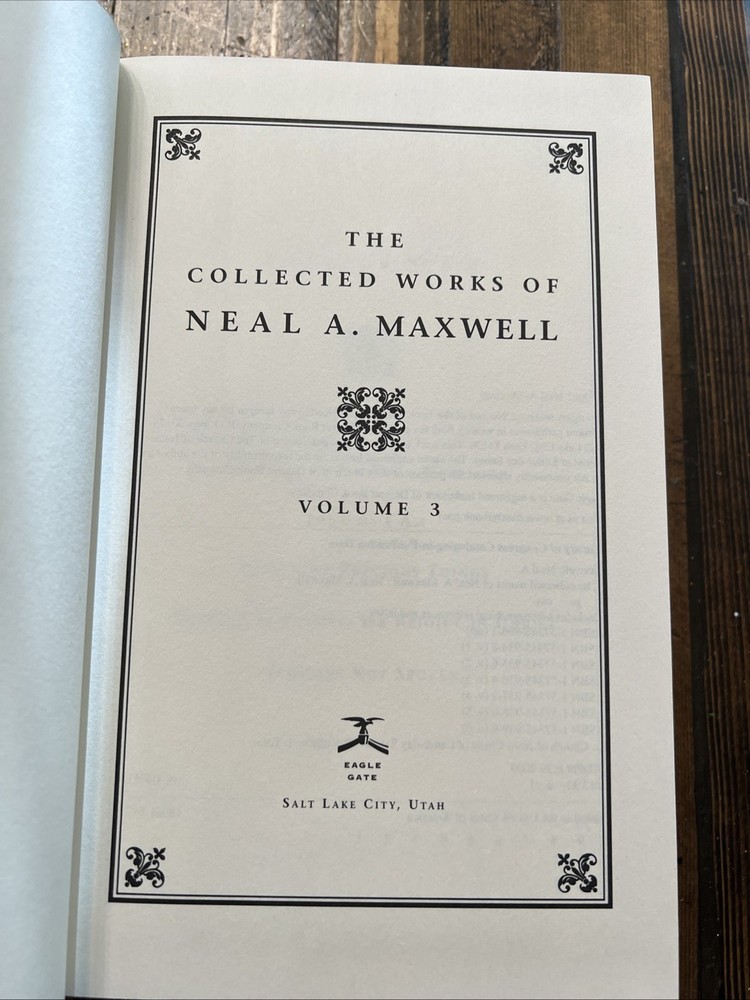 THE
COLLECTED WORKS OF
NEAL A. MAXWELL
VOLUME 3
EAGLE
GATE
SALT LAKE CITY, UTAH